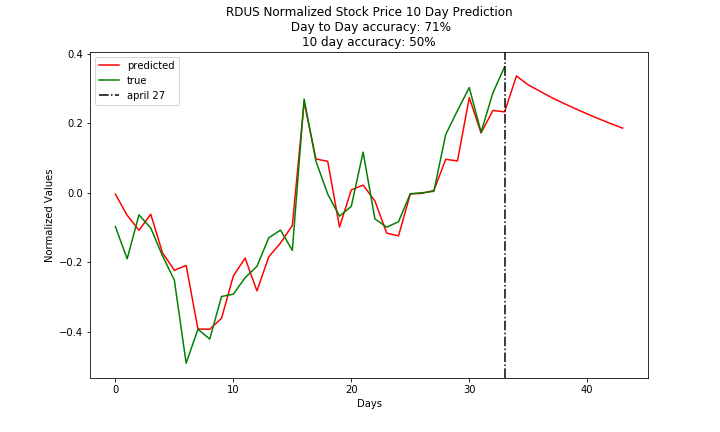 RDUS Normalized Stock Price 10 Day Prediction
Day to Day accuracy: 71%
10 day accuracy: 50%
predicted
true
april 27
Normalized Values
0.4
0.2
0.0
−0.2
−0.4
0
10
20
30
40
Days